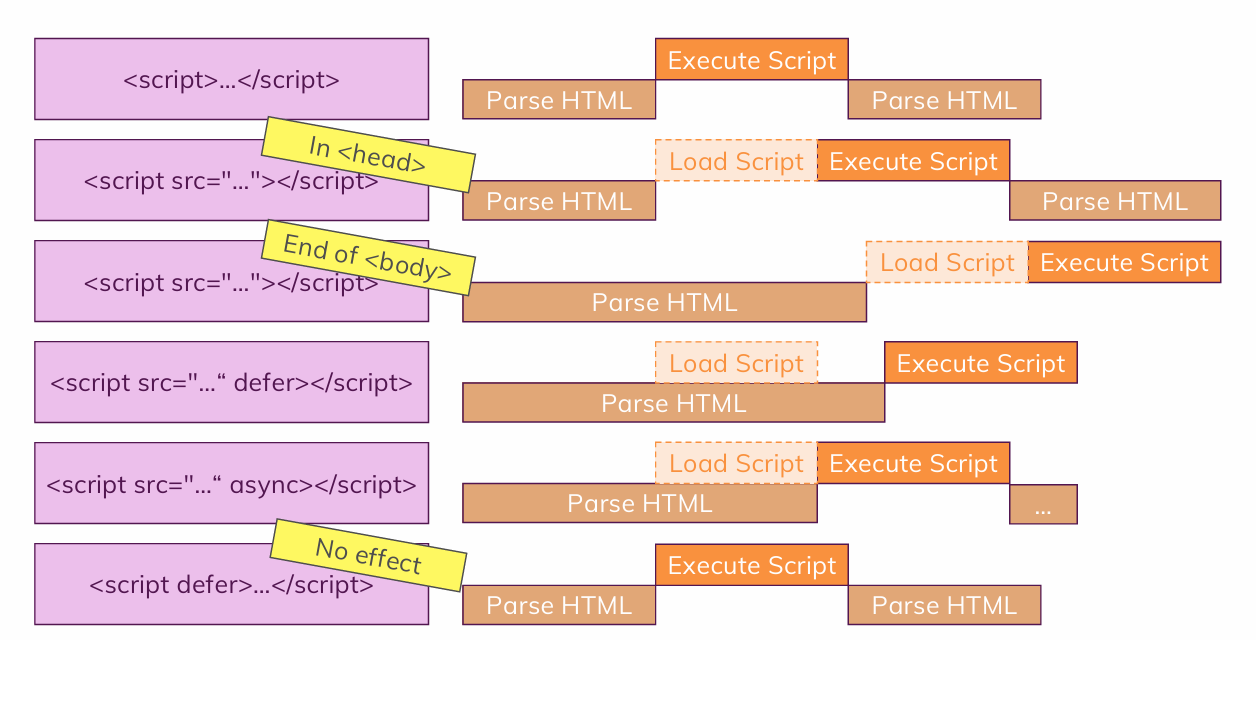 <script>...</script>
Execute Script
Parse HTML
Parse HTML
In <head>
<script src="..."></script>
Load Script
Execute Script
Parse HTML
Parse HTML
End of <body>
<script src="..."></script>
Load Script
Execute Script
Parse HTML
<script src="...“ defer></script>
Load Script
Execute Script
Parse HTML
<script src="...“ async></script>
Load Script
Execute Script
Parse HTML
...
No effect
<script defer>...</script>
Execute Script
Parse HTML
Parse HTML